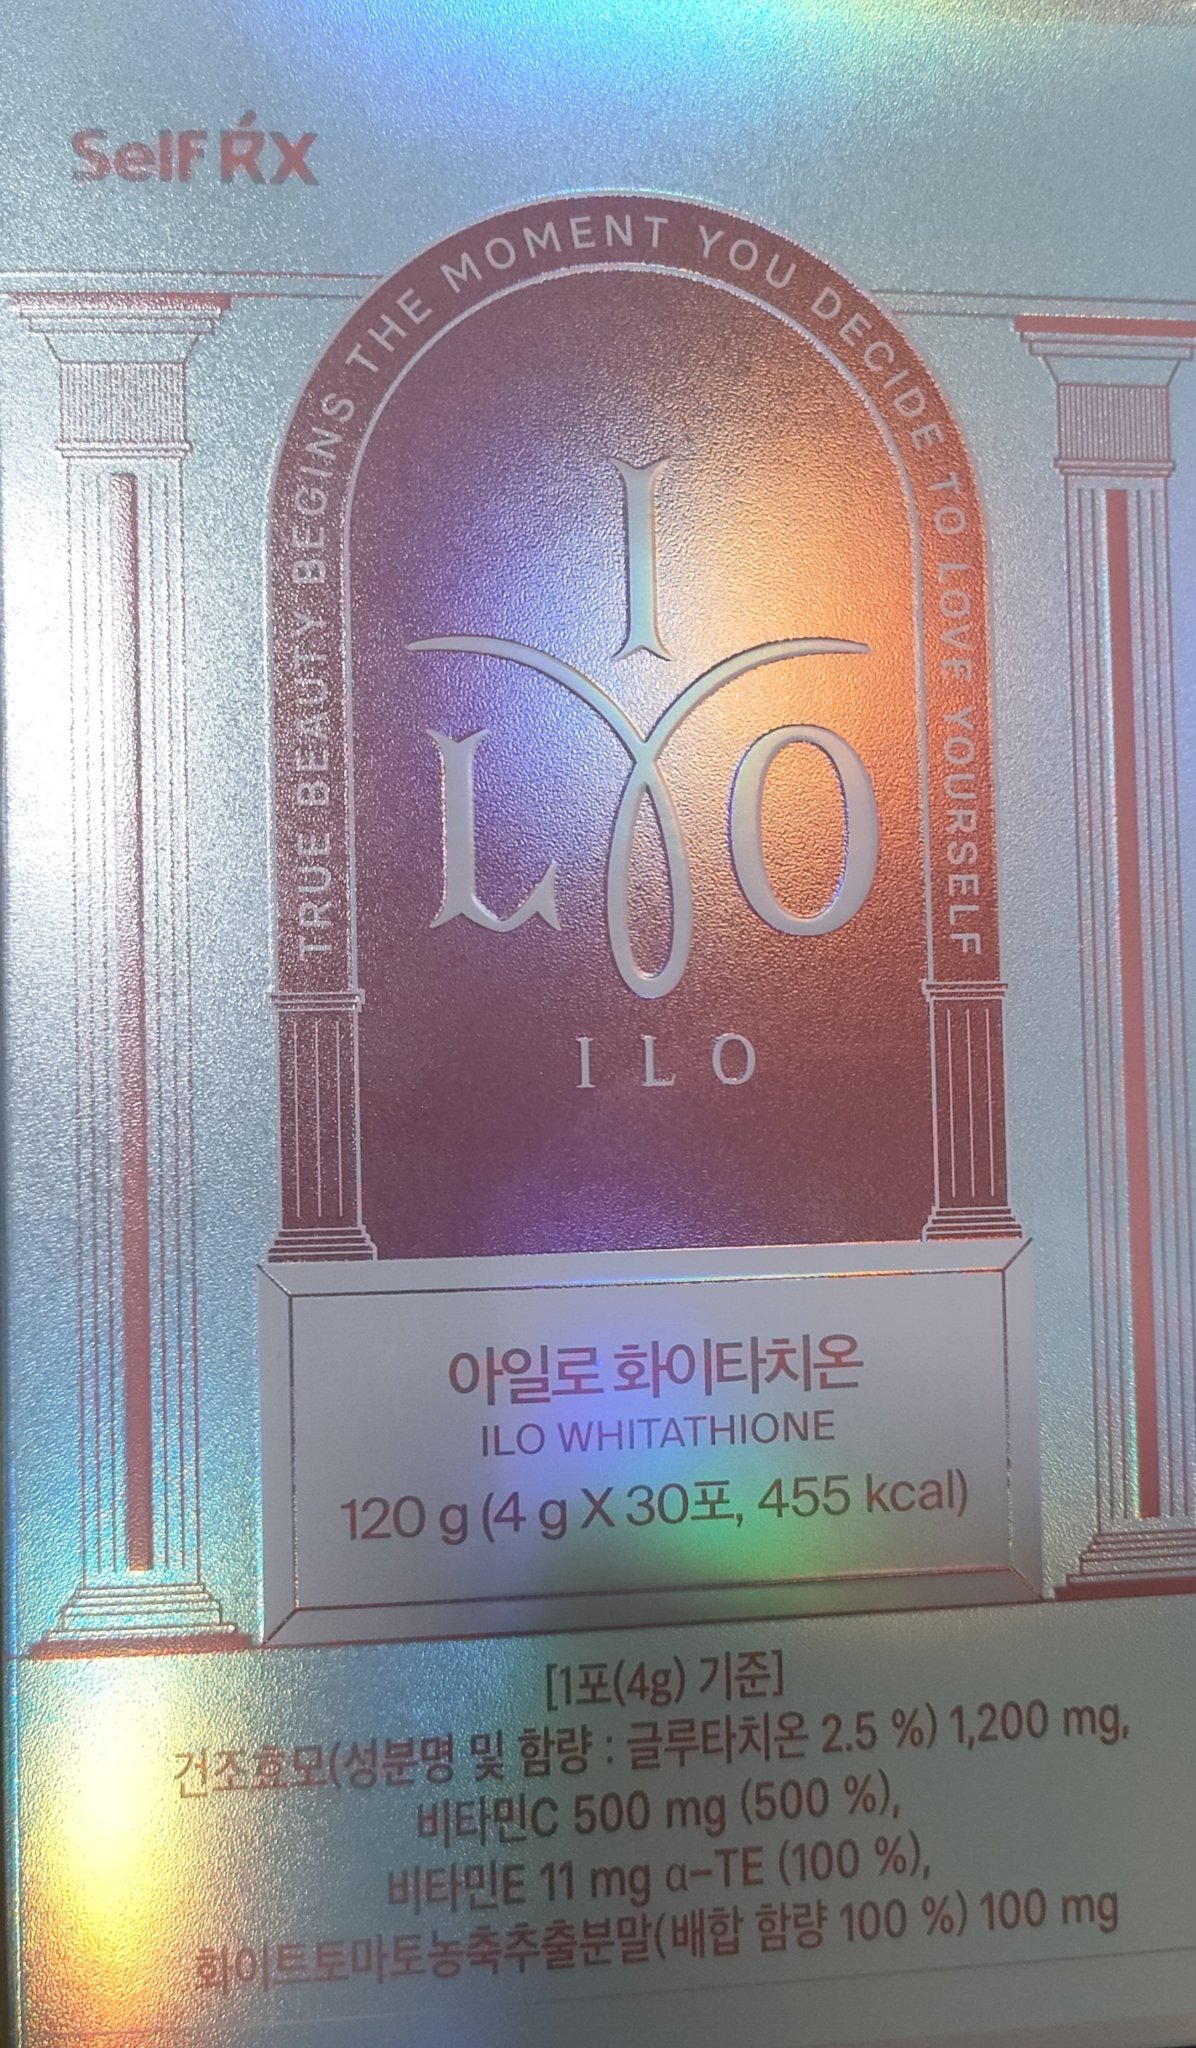 Self RX
TRUE BEAUTY BEGINS THE MOMENT YOU DECIDE TO LOVE YOURSELF
I
L O
ILO
아일로 화이타치온
ILO WHITATHIONE
120 g (4 g X 30포, 455 kcal)
[1포(4g) 기준]
건조효모(성분명 및 함량 : 글루타치온 2.5 %) 1,200 mg,
비타민C 500 mg (500 %),
비타민E 11 mg α-TE (100 %),
화이트토마토농축추출분말(배합 함량 100 %) 100 mg